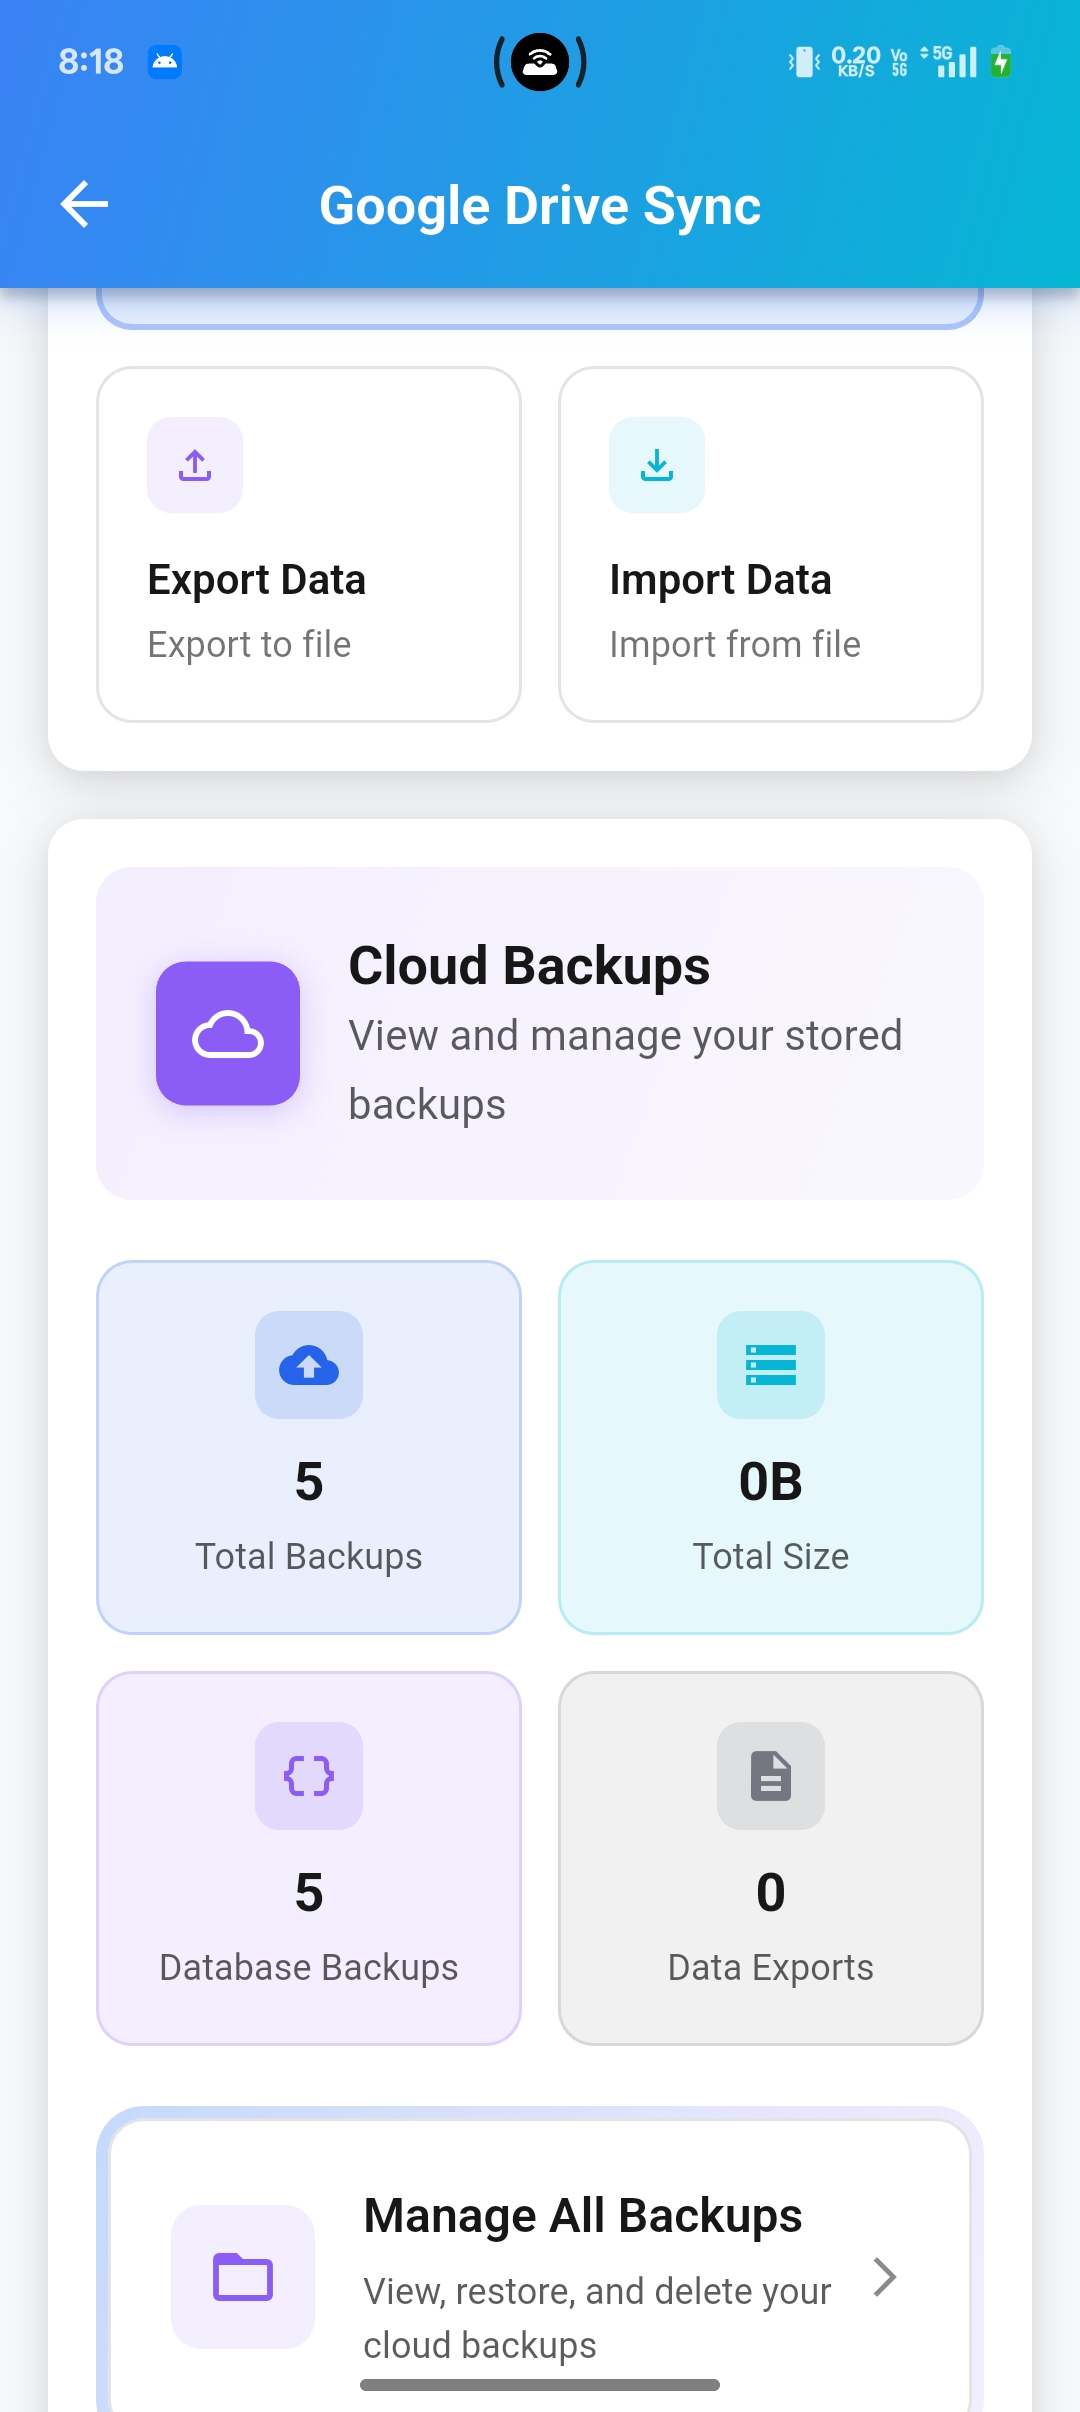 8:18
0.20
KB/S
Vo
5G
5G
Google Drive Sync
Export Data
Export to file
Import Data
Import from file
Cloud Backups
View and manage your stored
backups
5
Total Backups
0B
Total Size
5
Database Backups
0
Data Exports
Manage All Backups
View, restore, and delete your
cloud backups